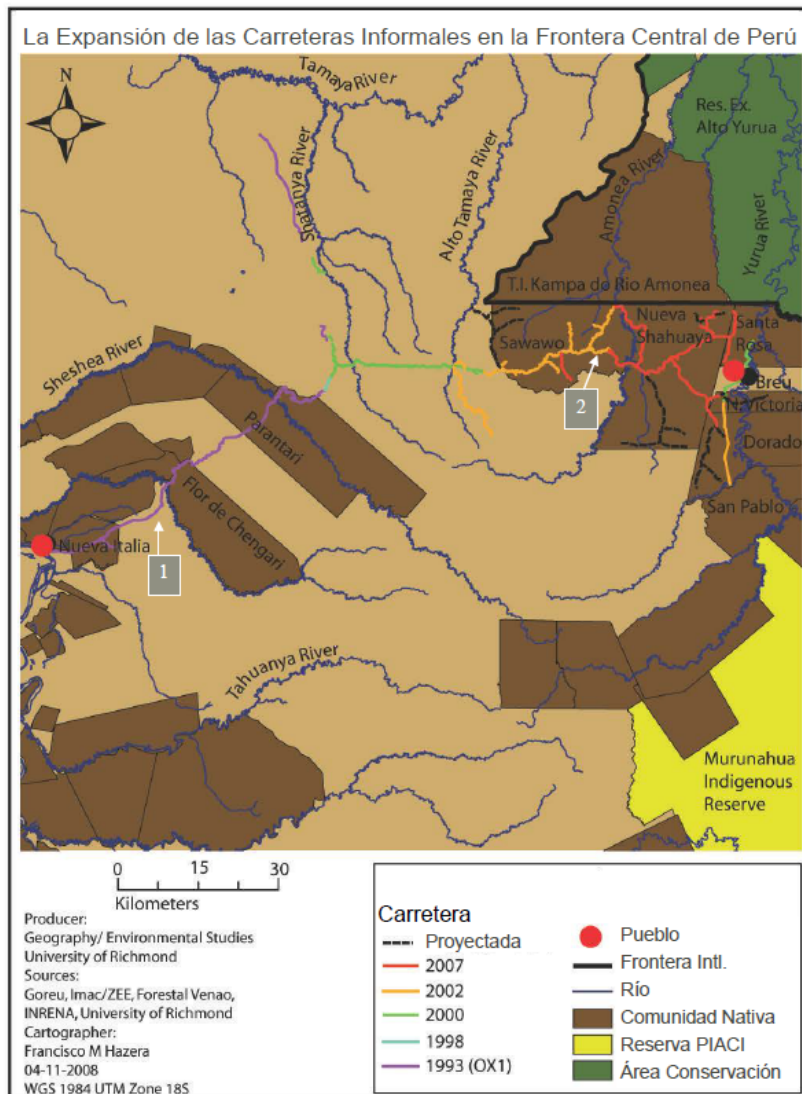 La Expansión de las Carreteras Informales en la Frontera Central de Perú
N
Tamaya River
Shatanya River
Alto Tamaya River
Amonea River
Res. Ex.
Alto Yurua
Yurua River
T.I. Kampa do Rio Amonea
Sawawo
Nueva
Shahuaya
Santa
Rosa
Breu
N. Victoria
Dorado
San Pablo
2
Sheshea River
Parantari
Flor de Chengari
Nueva Italia
1
Tahuanya River
Murunahua
Indigenous
Reserve
0 15 30
Kilometers
Producer:
Geography/ Environmental Studies
University of Richmond
Sources:
Goreu, Imac/ZEE, Forestal Venao,
INRENA, University of Richmond
Cartographer:
Francisco M Hazera
04-11-2008
WGS 1984 UTM Zone 18S
Carretera
Proyectada
2007
2002
2000
1998
1993 (OX1)
Pueblo
Frontera Intl.
Río
Comunidad Nativa
Reserva PIACI
Área Conservación